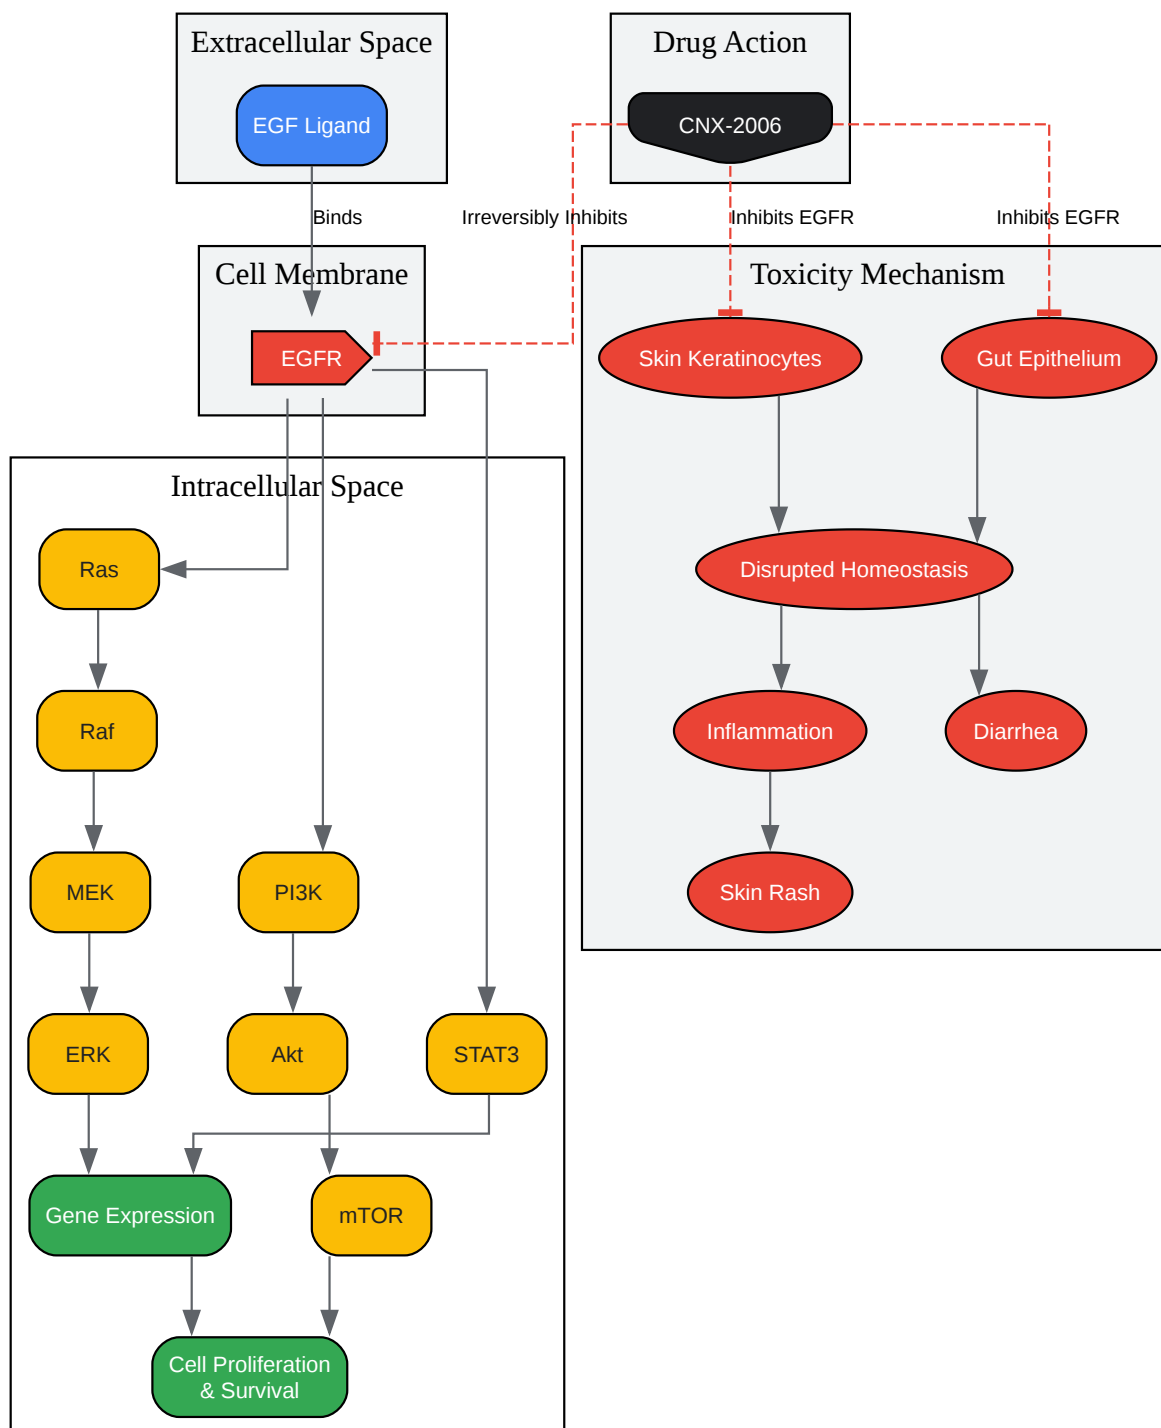 Extracellular Space
Drug Action
EGF Ligand
CNX-2006
Binds
Irreversibly Inhibits
Inhibits EGFR
Inhibits EGFR
Cell Membrane
Toxicity Mechanism
EGFR
Skin Keratinocytes
Gut Epithelium
Intracellular Space
Ras
Disrupted Homeostasis
Raf
Inflammation
Diarrhea
MEK
PI3K
Skin Rash
ERK
Akt
STAT3
Gene Expression
mTOR
Cell Proliferation
& Survival